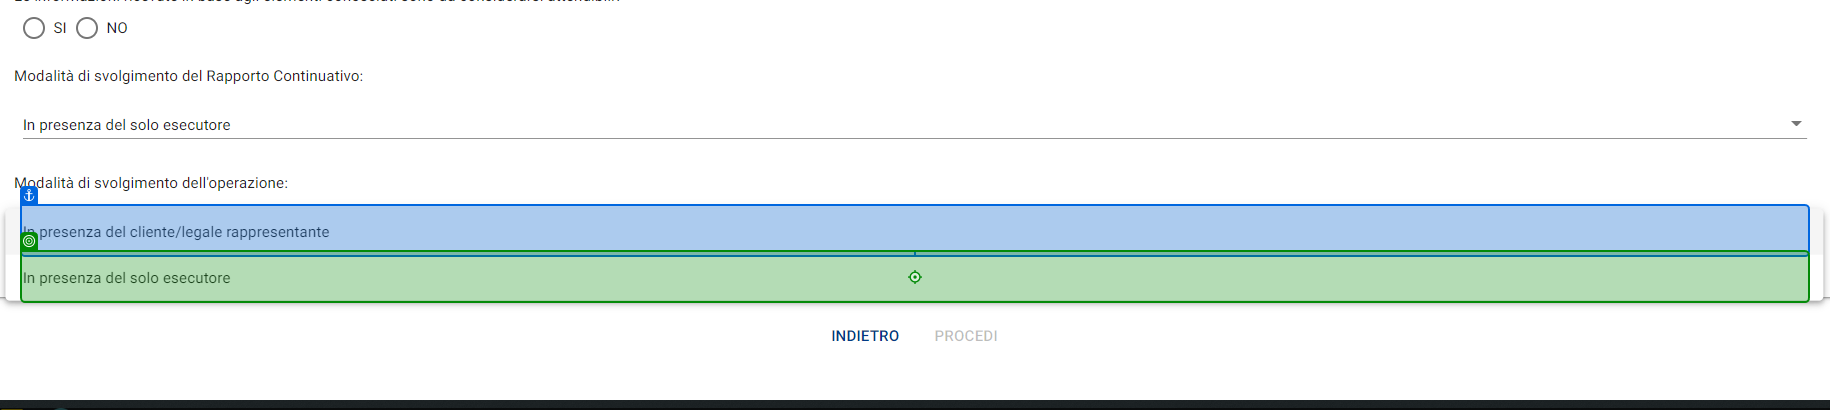 SI NO
Modalità di svolgimento del Rapporto Continuativo:
In presenza del solo esecutore
Modalità di svolgimento dell'operazione:
In presenza del cliente/legale rappresentante
In presenza del solo esecutore
INDIETRO PROCEDI